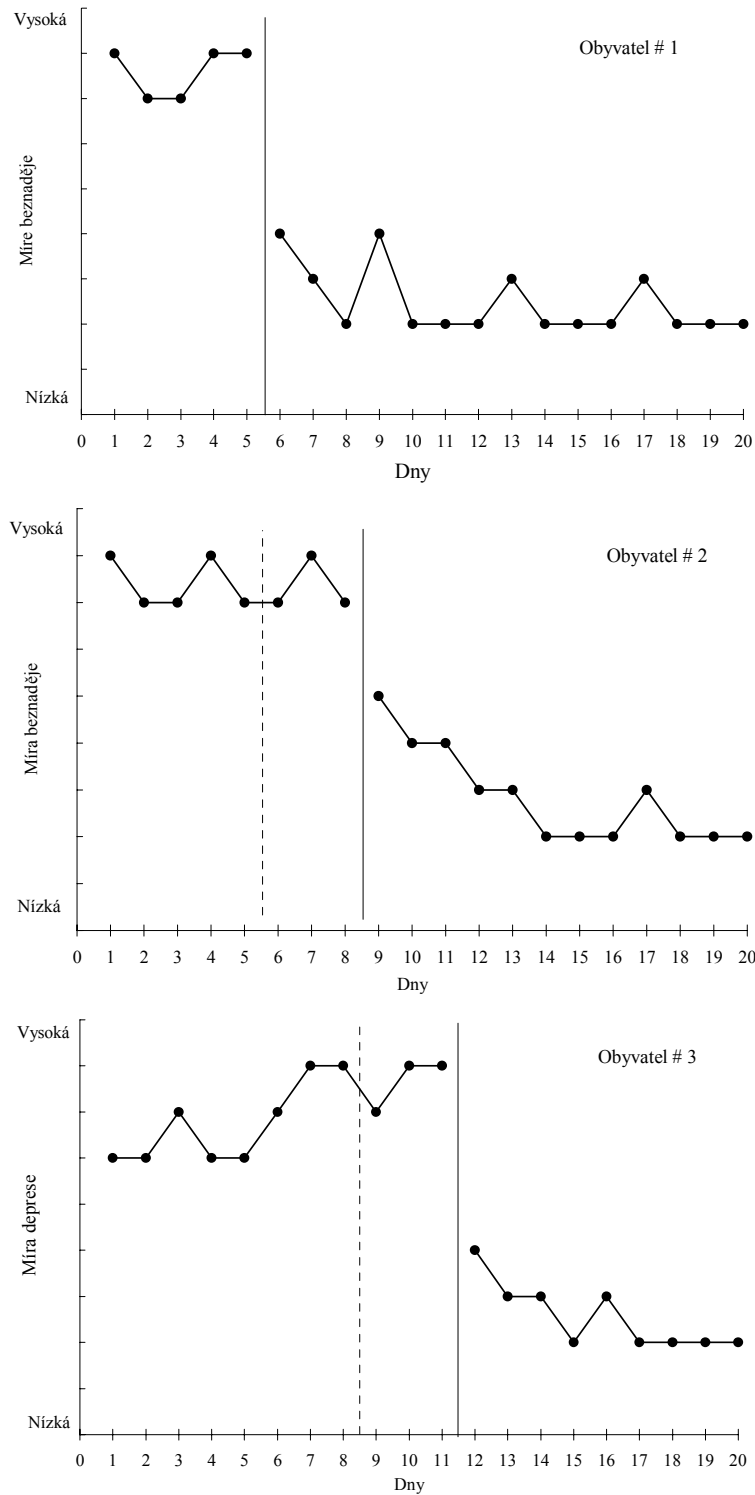 Vysoká
Obyvatel # 1
Míre beznaděje
Nízká
0 1 2 3 4 5 6 7 8 9 10 11 12 13 14 15 16 17 18 19 20
Dny
Vysoká
Obyvatel # 2
Míra beznaděje
Nízká
0 1 2 3 4 5 6 7 8 9 10 11 12 13 14 15 16 17 18 19 20
Dny
Vysoká
Obyvatel # 3
Míra deprese
Nízká
0 1 2 3 4 5 6 7 8 9 10 11 12 13 14 15 16 17 18 19 20
Dny